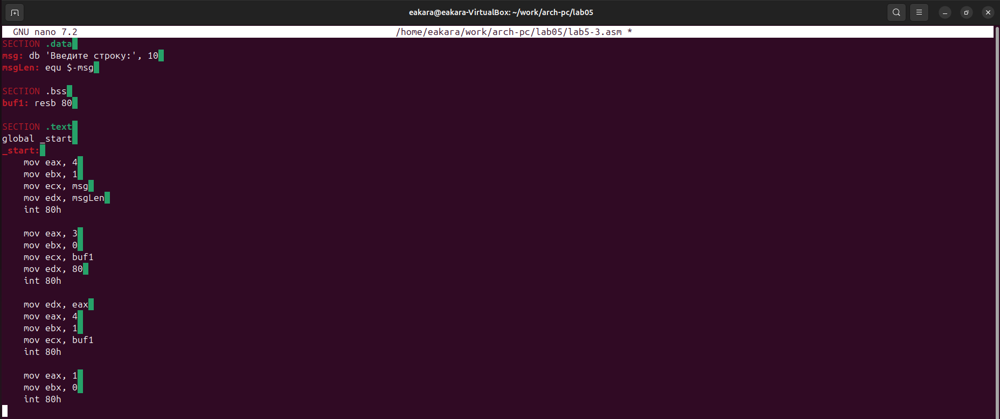 eakara@eakara-VirtualBox: ~/work/arch-pc/lab05
GNU nano 7.2 /home/eakara/work/arch-pc/lab05/lab5-3.asm *
SECTION .data
msg: db 'Введите строку:', 10
msgLen: equ $-msg
SECTION .bss
buf1: resb 80
SECTION .text
global _start
_start:
mov eax, 4
mov ebx, 1
mov ecx, msg
mov edx, msgLen
int 80h
mov eax, 3
mov ebx, 0
mov ecx, buf1
mov edx, 80
int 80h
mov edx, eax
mov eax, 4
mov ebx, 1
mov ecx, buf1
int 80h
mov eax, 1
mov ebx, 0
int 80h